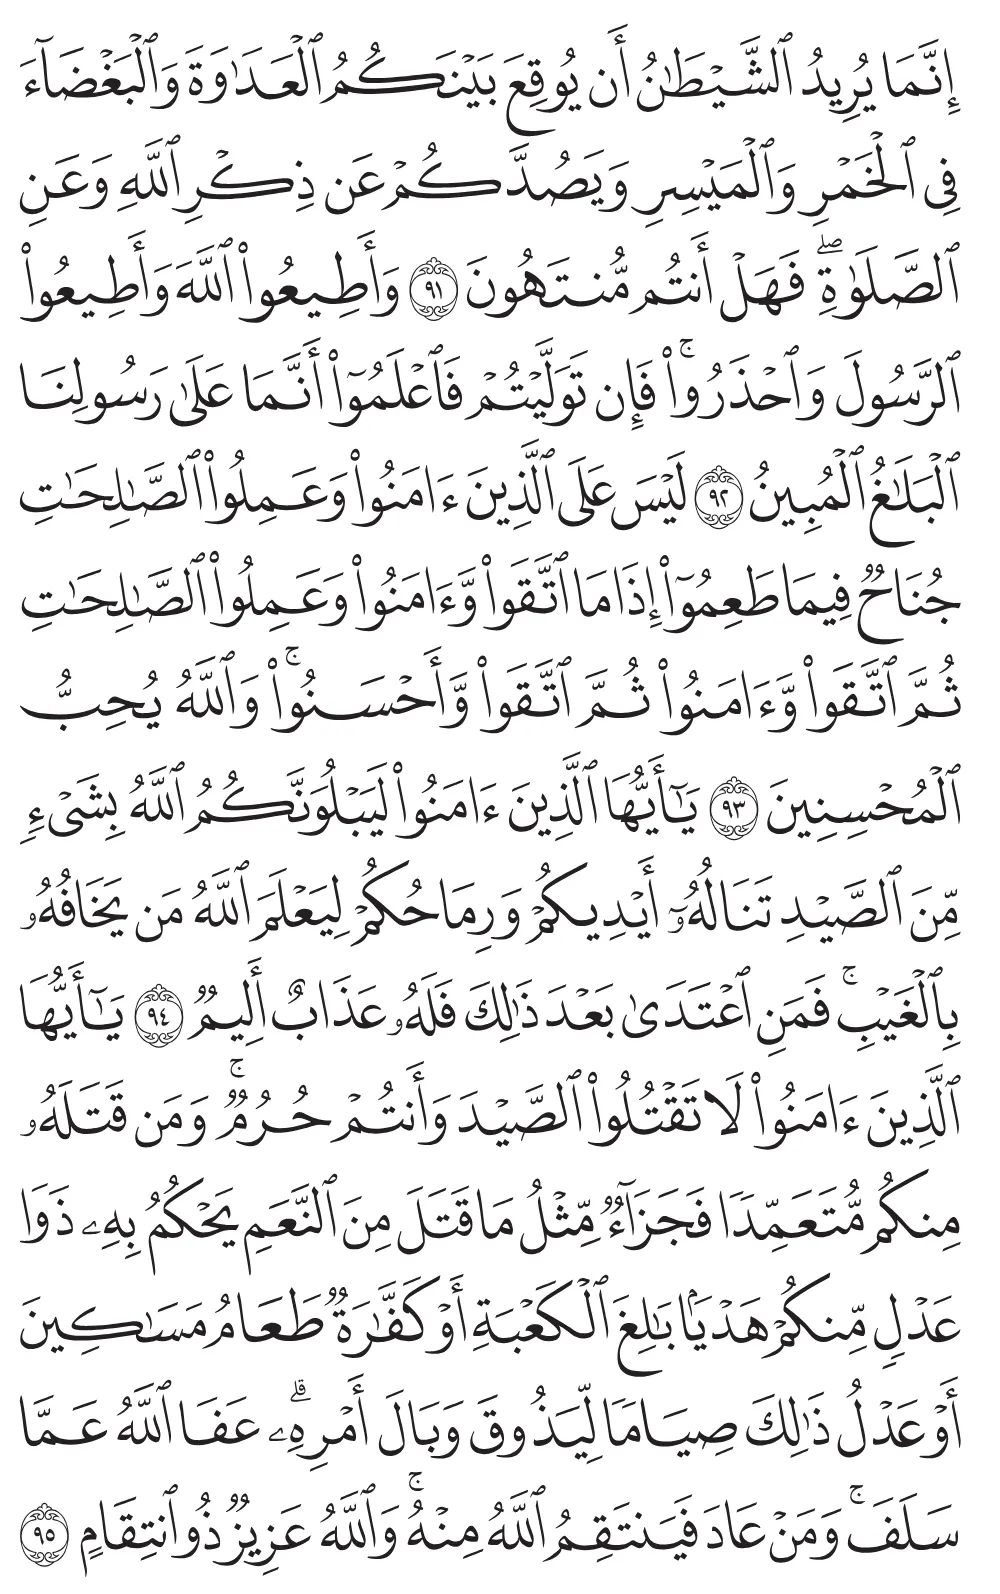 إِنَّمَا يُرِيدُ ٱلشَّيْطَٰنُ أَن يُوقِعَ بَيْنَكُمُ ٱلْعَدَٰوَةَ وَٱلْبَغْضَآءَ
فِى ٱلْخَمْرِ وَٱلْمَيْسِرِ وَيَصُدَّكُمْ عَن ذِكْرِ ٱللَّهِ وَعَنِ
ٱلصَّلَوٰةِۖ فَهَلْ أَنتُم مُّنتَهُونَ ٩١ وَأَطِيعُوا۟ ٱللَّهَ وَأَطِيعُوا۟
ٱلرَّسُولَ وَٱحْذَرُوا۟ۚ فَإِن تَوَلَّيْتُمْ فَٱعْلَمُوٓا۟ أَنَّمَا عَلَىٰ رَسُولِنَا
ٱلْبَلَٰغُ ٱلْمُبِينُ ٩٢ لَيْسَ عَلَى ٱلَّذِينَ ءَامَنُوا۟ وَعَمِلُوا۟ ٱلصَّٰلِحَٰتِ
جُنَاحٌ فِيمَا طَعِمُوٓا۟ إِذَا مَا ٱتَّقَوا۟ وَّءَامَنُوا۟ وَعَمِلُوا۟ ٱلصَّٰلِحَٰتِ
ثُمَّ ٱتَّقَوا۟ وَّءَامَنُوا۟ ثُمَّ ٱتَّقَوا۟ وَّأَحْسَنُوا۟ۚ وَٱللَّهُ يُحِبُّ
ٱلْمُحْسِنِينَ ٩٣ يَٰٓأَيُّهَا ٱلَّذِينَ ءَامَنُوا۟ لَيَبْلُوَنَّكُمُ ٱللَّهُ بِشَىْءٍ
مِّنَ ٱلصَّيْدِ تَنَالُهُۥٓ أَيْدِيكُمْ وَرِمَاحُكُمْ لِيَعْلَمَ ٱللَّهُ مَن يَخَافُهُۥ
بِٱلْغَيْبِۚ فَمَنِ ٱعْتَدَىٰ بَعْدَ ذَٰلِكَ فَلَهُۥ عَذَابٌ أَلِيمٌ ٩٤ يَٰٓأَيُّهَا
ٱلَّذِينَ ءَامَنُوا۟ لَا تَقْتُلُوا۟ ٱلصَّيْدَ وَأَنتُمْ حُرُمٌۚ وَمَن قَتَلَهُۥ
مِنكُم مُّتَعَمِّدًا فَجَزَآءٌ مِّثْلُ مَا قَتَلَ مِنَ ٱلنَّعَمِ يَحْكُمُ بِهِۦ ذَوَا
عَدْلٍ مِّنكُمْ هَدْيًۢا بَٰلِغَ ٱلْكَعْبَةِ أَوْ كَفَّٰرَةٌ طَعَامُ مَسَٰكِينَ
أَوْ عَدْلُ ذَٰلِكَ صِيَامًا لِّيَذُوقَ وَبَالَ أَمْرِهِۦۗ عَفَا ٱللَّهُ عَمَّا
سَلَفَۚ وَمَنْ عَادَ فَيَنتَقِمُ ٱللَّهُ مِنْهُۚ وَٱللَّهُ عَزِيزٌ ذُو ٱنتِقَامٍ ٩٥